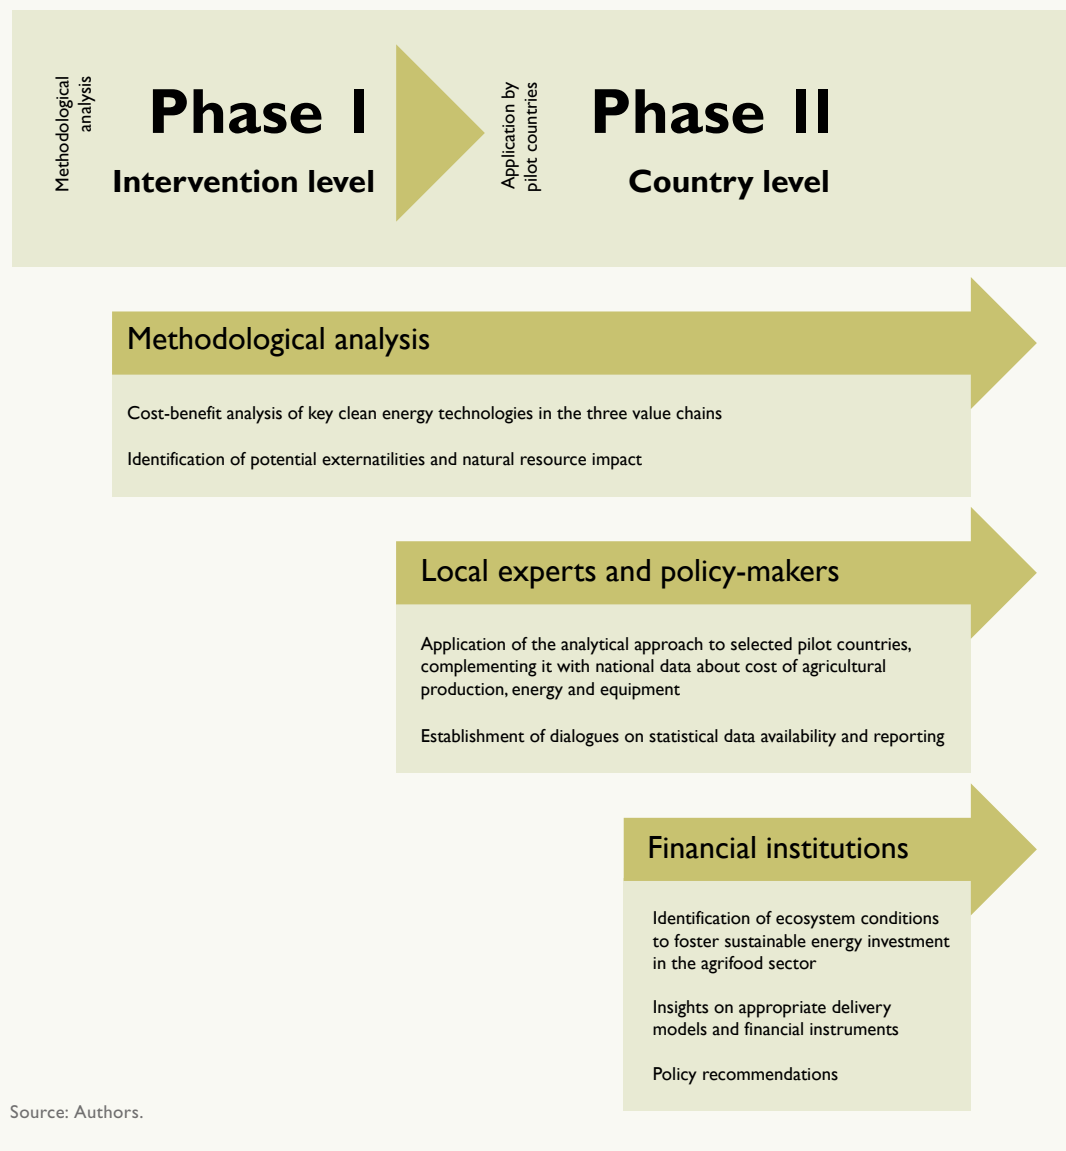 Methodological
analysis
Phase I
Intervention level
Application by
pilot countries
Phase II
Country level
Methodological analysis
Cost-benefit analysis of key clean energy technologies in the three value chains
Identification of potential externatilities and natural resource impact
Local experts and policy-makers
Application of the analytical approach to selected pilot countries,
complementing it with national data about cost of agricultural
production, energy and equipment
Establishment of dialogues on statistical data availability and reporting
Financial institutions
Identification of ecosystem conditions
to foster sustainable energy investment
in the agrifood sector
Insights on appropriate delivery
models and financial instruments
Policy recommendations
Source: Authors.